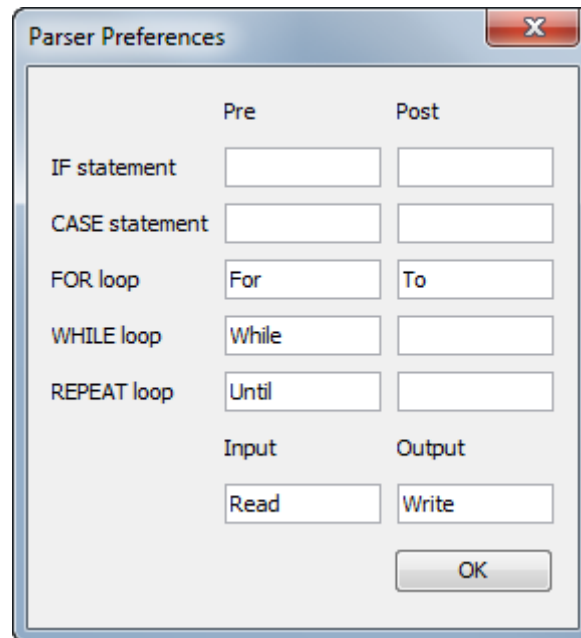 Parser Preferences
Pre Post
IF statement
CASE statement
FOR loop For To
WHILE loop While
REPEAT loop Until
Input Output
Read Write
OK